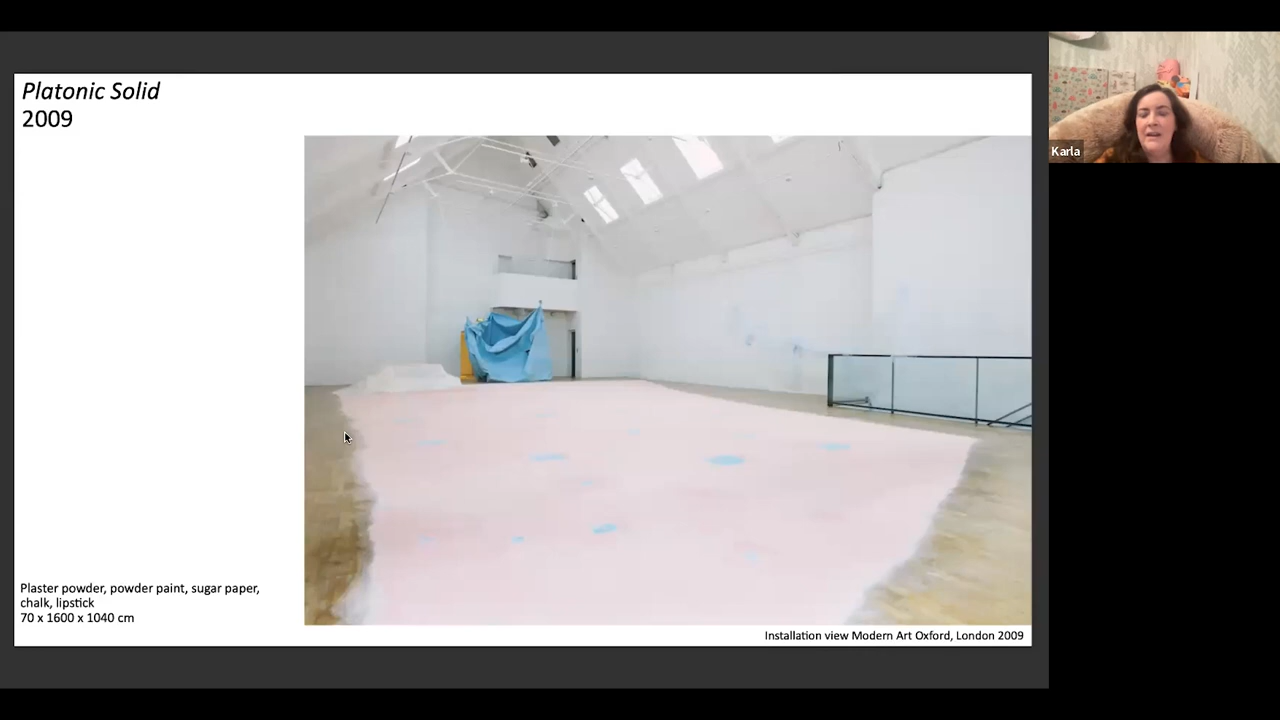 Platonic Solid
2009
Karla
Plaster powder, powder paint, sugar paper,
chalk, lipstick
70 x 1600 x 1040 cm
Installation view Modern Art Oxford, London 2009